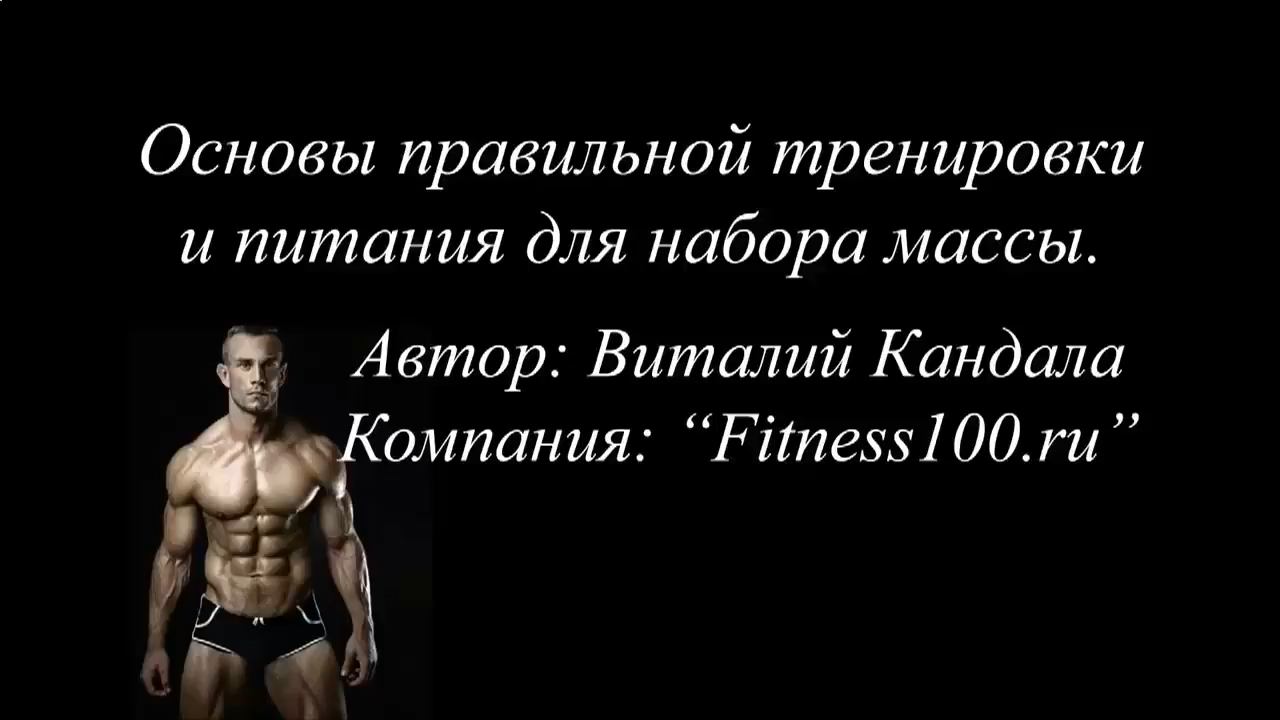 Основы правильной тренировки
и питания для набора массы.
Автор: Виталий Кандала
Компания: “Fitness100.ru”